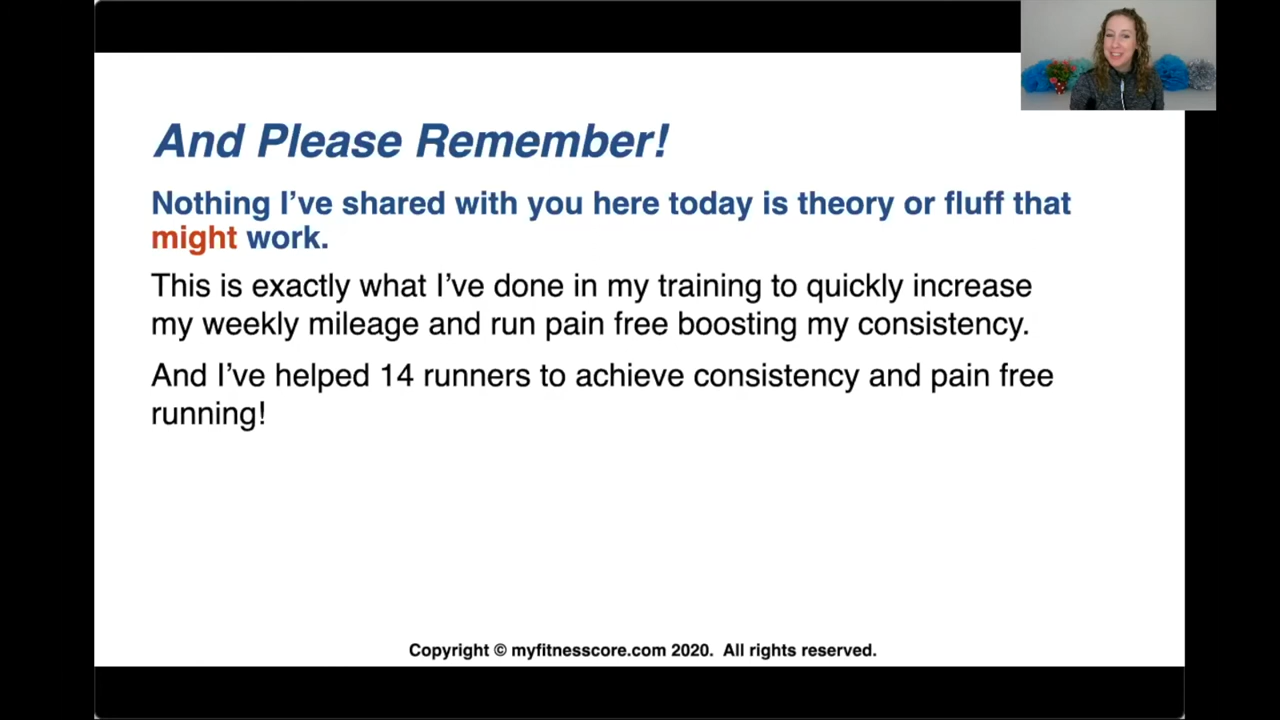 And Please Remember!
Nothing I've shared with you here today is theory or fluff that
might work.
This is exactly what I've done in my training to quickly increase
my weekly mileage and run pain free boosting my consistency.
And I've helped 14 runners to achieve consistency and pain free
running!
Copyright © myfitnesscore.com 2020.  All rights reserved.